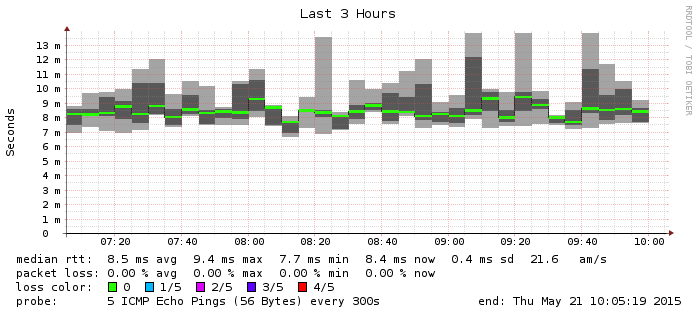 Last 3 Hours
RRDTOOL / TOBI OETIKER
Seconds
13 m
12 m
11 m
10 m
9 m
8 m
7 m
6 m
5 m
4 m
3 m
2 m
1 m
0
07:20 07:40 08:00 08:20 08:40 09:00 09:20 09:40 10:00
median rtt: 8.5 ms avg 9.4 ms max 7.7 ms min 8.4 ms now 0.4 ms sd 21.6 am/s
packet loss: 0.00 % avg 0.00 % max 0.00 % min 0.00 % now
loss color: 0 1/5 2/5 3/5 4/5
probe: 5 ICMP Echo Pings (56 Bytes) every 300s end: Thu May 21 10:05:19 2015